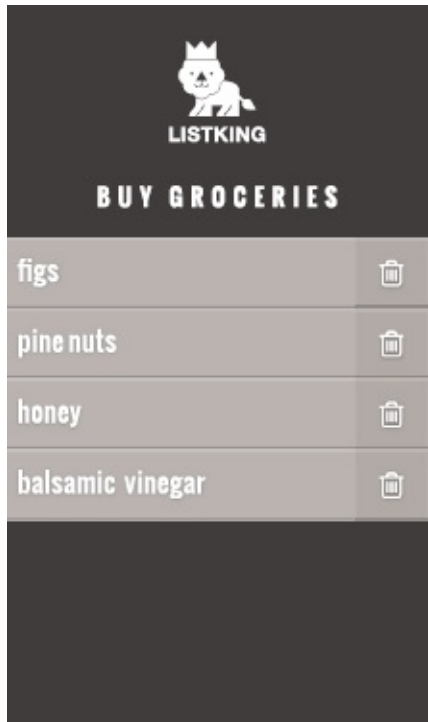 LISTKING
BUY GROCERIES
figs
pine nuts
honey
balsamic vinegar